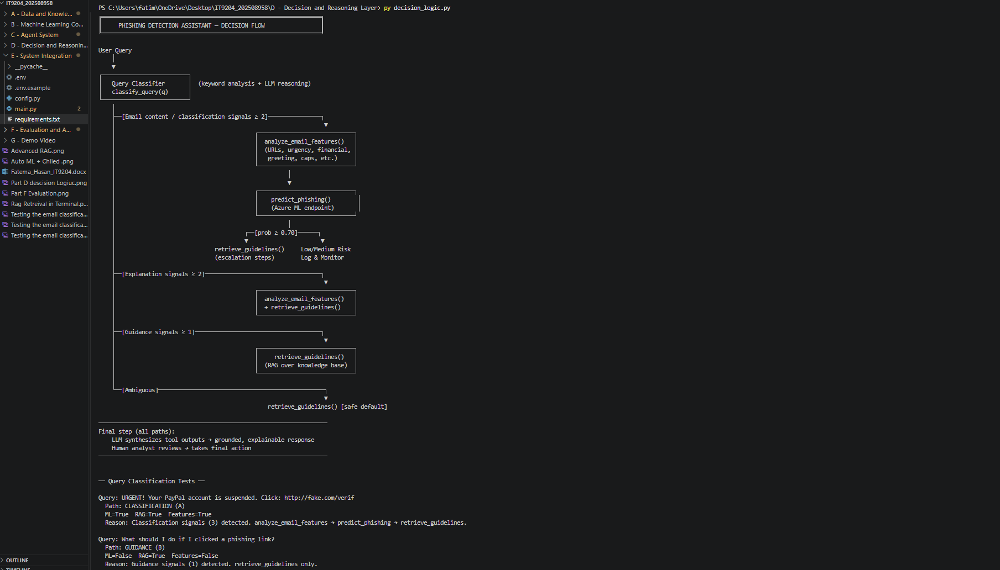 IT9204_202508958
A - Data and Knowle...
B - Machine Learning Co...
C - Agent System
D - Decision and Reasonin...
E - System Integration
__pycache__
.env
.env.example
config.py
main.py 2
requirements.txt
F - Evaluation and A...
G - Demo Video
Advanced RAG.png
Auto ML + Chiled .png
Fatema_Hasan_IT9204.docx
Part D descision Logiuc.png
Part F Evaluation.png
Rag Retreival in Terminal.p...
Testing the email classifica...
Testing the email classifica...
Testing the email classifica...
OUTLINE
TIMELINE
PS C:\Users\fatim\OneDrive\Desktop\IT9204_202508958\D - Decision and Reasoning Layer> py decision_logic.py
PHISHING DETECTION ASSISTANT — DECISION FLOW
User Query
Query Classifier (keyword analysis + LLM reasoning)
classify_query(q)
[Email content / classification signals ≥ 2]
analyze_email_features()
(URLs, urgency, financial,
greeting, caps, etc.)
predict_phishing()
(Azure ML endpoint)
[prob ≥ 0.70]
retrieve_guidelines() Low/Medium Risk
(escalation steps) Log & Monitor
[Explanation signals ≥ 2]
analyze_email_features()
+ retrieve_guidelines()
[Guidance signals ≥ 1]
retrieve_guidelines()
(RAG over knowledge base)
[Ambiguous]
retrieve_guidelines() [safe default]
Final step (all paths):
LLM synthesizes tool outputs → grounded, explainable response
Human analyst reviews → takes final action
── Query Classification Tests ──
Query: URGENT! Your PayPal account is suspended. Click: http://fake.com/verif
Path: CLASSIFICATION (A)
ML=True RAG=True Features=True
Reason: Classification signals (3) detected. analyze_email_features → predict_phishing → retrieve_guidelines.
Query: What should I do if I clicked a phishing link?
Path: GUIDANCE (B)
ML=False RAG=True Features=False
Reason: Guidance signals (1) detected. retrieve_guidelines only.